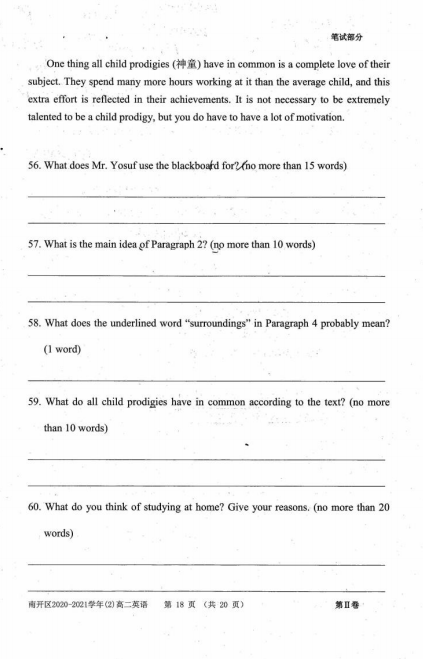 笔试部分
One thing all child prodigies (神童) have in common is a complete love of their
subject. They spend many more hours working at it than the average child, and this
extra effort is reflected in their achievements. It is not necessary to be extremely
talented to be a child prodigy, but you do have to have a lot of motivation.
56. What does Mr. Yosuf use the blackboard for? (no more than 15 words)
57. What is the main idea of Paragraph 2? (no more than 10 words)
58. What does the underlined word “surroundings” in Paragraph 4 probably mean?
(1 word)
59. What do all child prodigies have in common according to the text? (no more
than 10 words)
60. What do you think of studying at home? Give your reasons. (no more than 20
words)
南开区2020-2021学年(2)高二英语 第 18 页 (共 20 页) 第Ⅱ卷